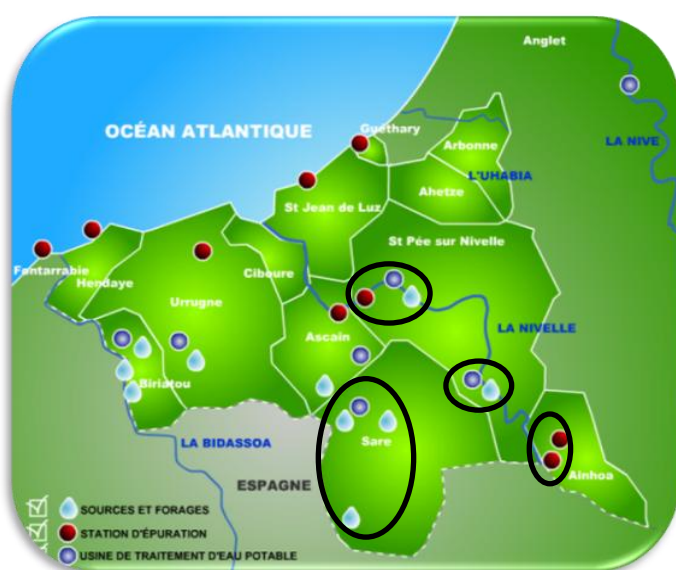 Anglet
OCÉAN ATLANTIQUE
Guéthary
LA NIVE
Arbonne
L'UHABIA
Ahetze
St Jean de Luz
St Pée sur Nivelle
Fontarrabie
Ciboure
Hendaye
Urrugne
LA NIVELLE
Ascain
Biriatou
LA BIDASSOA
Sare
Ainhoa
ESPAGNE
SOURCES ET FORAGES
STATION D'ÉPURATION
USINE DE TRAITEMENT D'EAU POTABLE